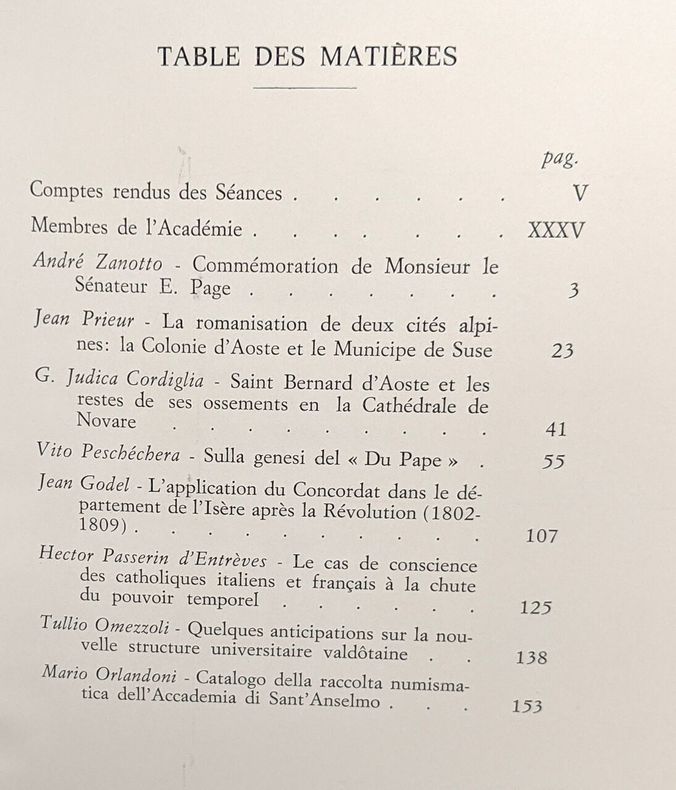 TABLE DES MATIÈRES
pag.
Comptes rendus des Séances . . . . . . V
Membres de l'Académie . . . . . . . XXXV
André Zanotto - Commémoration de Monsieur le
Sénateur E. Page . . . . . . . 3
Jean Prieur - La romanisation de deux cités alpi-
nes: la Colonie d'Aoste et le Municipe de Suse 23
G. Judica Cordiglia - Saint Bernard d'Aoste et les
restes de ses ossements en la Cathédrale de
Novare . . . . . . . . . 41
Vito Peschéchera - Sulla genesi del « Du Pape » . 55
Jean Godel - L'application du Concordat dans le dé-
partement de l'Isère après la Révolution (1802-
1809) . . . . . . . . . . 107
Hector Passerin d'Entrèves - Le cas de conscience
des catholiques italiens et français à la chute
du pouvoir temporel . . . . . . 125
Tullio Omezzoli - Quelques anticipations sur la nou-
velle structure universitaire valdôtaine . . 138
Mario Orlandoni - Catalogo della raccolta numisma-
tica dell'Accademia di Sant'Anselmo . . . 153